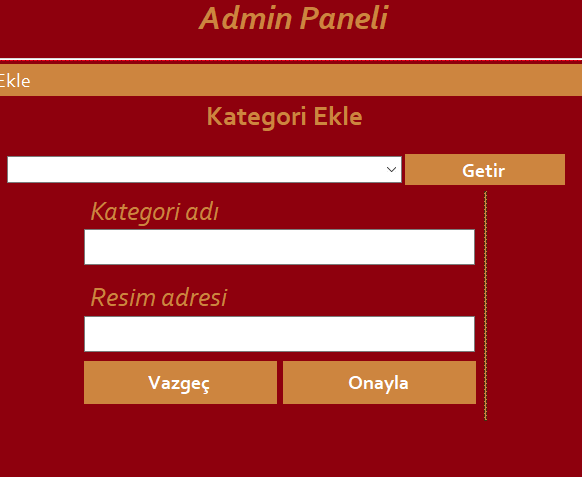 Admin Paneli
Ekle
Kategori Ekle
Getir
Kategori adı
Resim adresi
Vazgeç Onayla